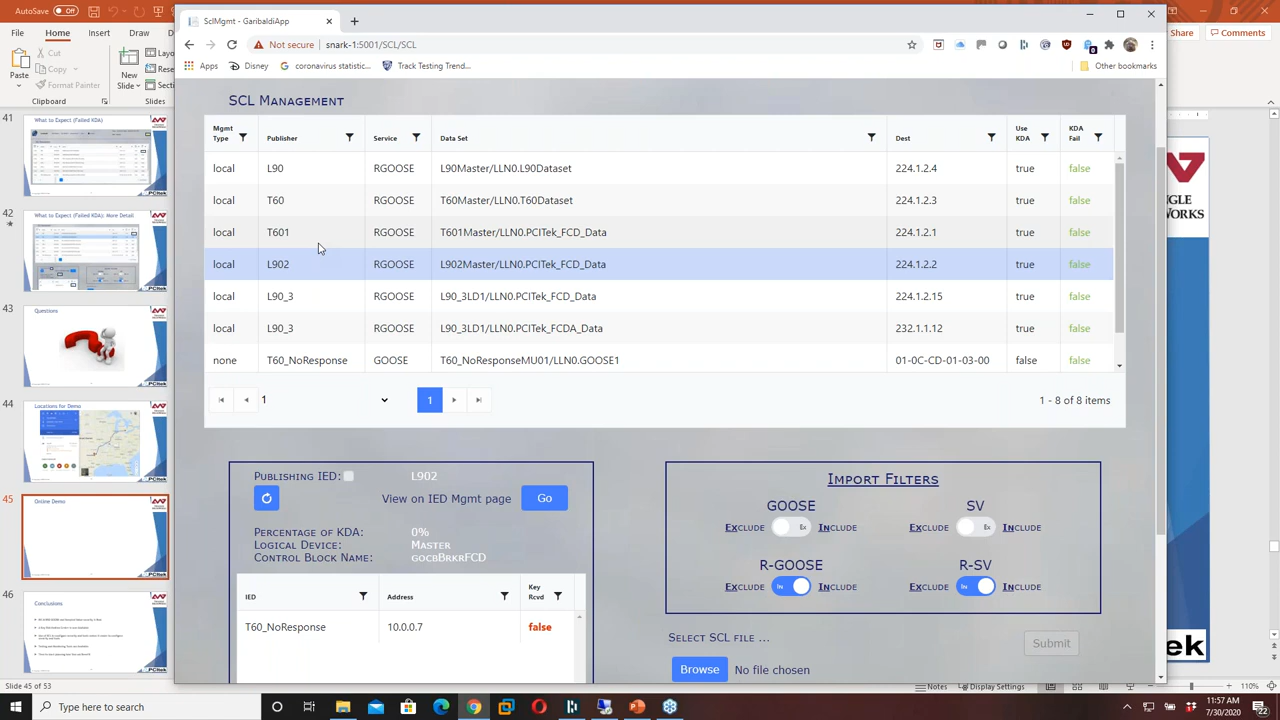 AutoSave Off
File Home Insert
Cut
Copy
Format Painter
Paste
New
Slide
Clipboard
Slides
Share Comments
SclMgmt - GaribaldiApp
Not secure snark-1:5001/SCL/SCL
Apps Disney coronavirus statistic... Track Testing Trend... Other bookmarks
SCL Management
Mgmt Type Publisher Service Data Set Dest Use KDA KDA Fail
local L90 RGOOSE L90Master/LLN0.L90Dataset 224.1.2.4 true false
local T60 RGOOSE T60Master/LLN0.T60Dataset 224.1.2.3 true false
local T601 RGOOSE T601Master/LLN0.PCITek_FCD_Data 224.1.2.1 true false
local L902 RGOOSE L902Master/LLN0.PCITek_FCD_Data 224.1.2.2 true false
local L90_3 RGOOSE L90_3LD1/LLN0.PCITek_FCD_Data 224.1.2.15 true false
local L90_3 RGOOSE L90_3LD1/LLN0.PCITek_FCDA_Data 232.1.1.12 true false
none T60_NoResponse GOOSE T60_NoResponseMU01/LLN0.GOOSE1 01-0C-CD-01-03-00 false false
1 1 1 - 8 of 8 items
Publishing IED: L902
View on IED Mgmt page Go
Percentage of KDA: 0%
Logical Device: Master
Control Block Name: gocbBrkrFCD
IED Address Key Rcvd
T60_NoResponse 10.0.0.7 false
Import Filters
GOOSE SV
Exclude Ex Include Exclude Ex Include
R-GOOSE R-SV
Exclude In Include Exclude In Include
Select SCL file . . .
Submit
Browse No file chosen
41
What to Expect (Failed KDA)
42
What to Expect (Failed KDA): More Detail
43
Questions
44
Locations for Demo
45
Online Demo
46
Conclusions
PCItek
GLE
WORKS
ek
Slide 45 of 53
Notes Display Settings 110%
Type here to search
11:57 AM
7/30/2020
22